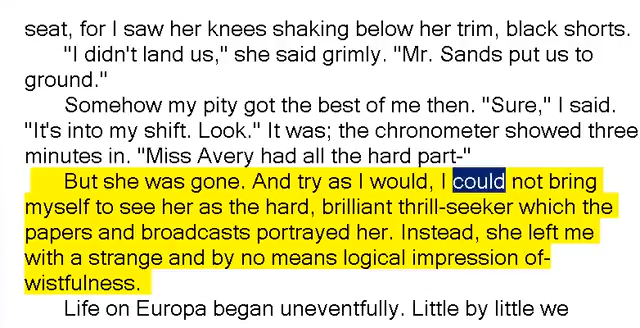 seat, for I saw her knees shaking below her trim, black shorts.
"I didn't land us," she said grimly. "Mr. Sands put us to
ground."
Somehow my pity got the best of me then. "Sure," I said.
"It's into my shift. Look." It was; the chronometer showed three
minutes in. "Miss Avery had all the hard part-"
But she was gone. And try as I would, I could not bring
myself to see her as the hard, brilliant thrill-seeker which the
papers and broadcasts portrayed her. Instead, she left me
with a strange and by no means logical impression of-
wistfulness.
Life on Europa began uneventfully. Little by little we